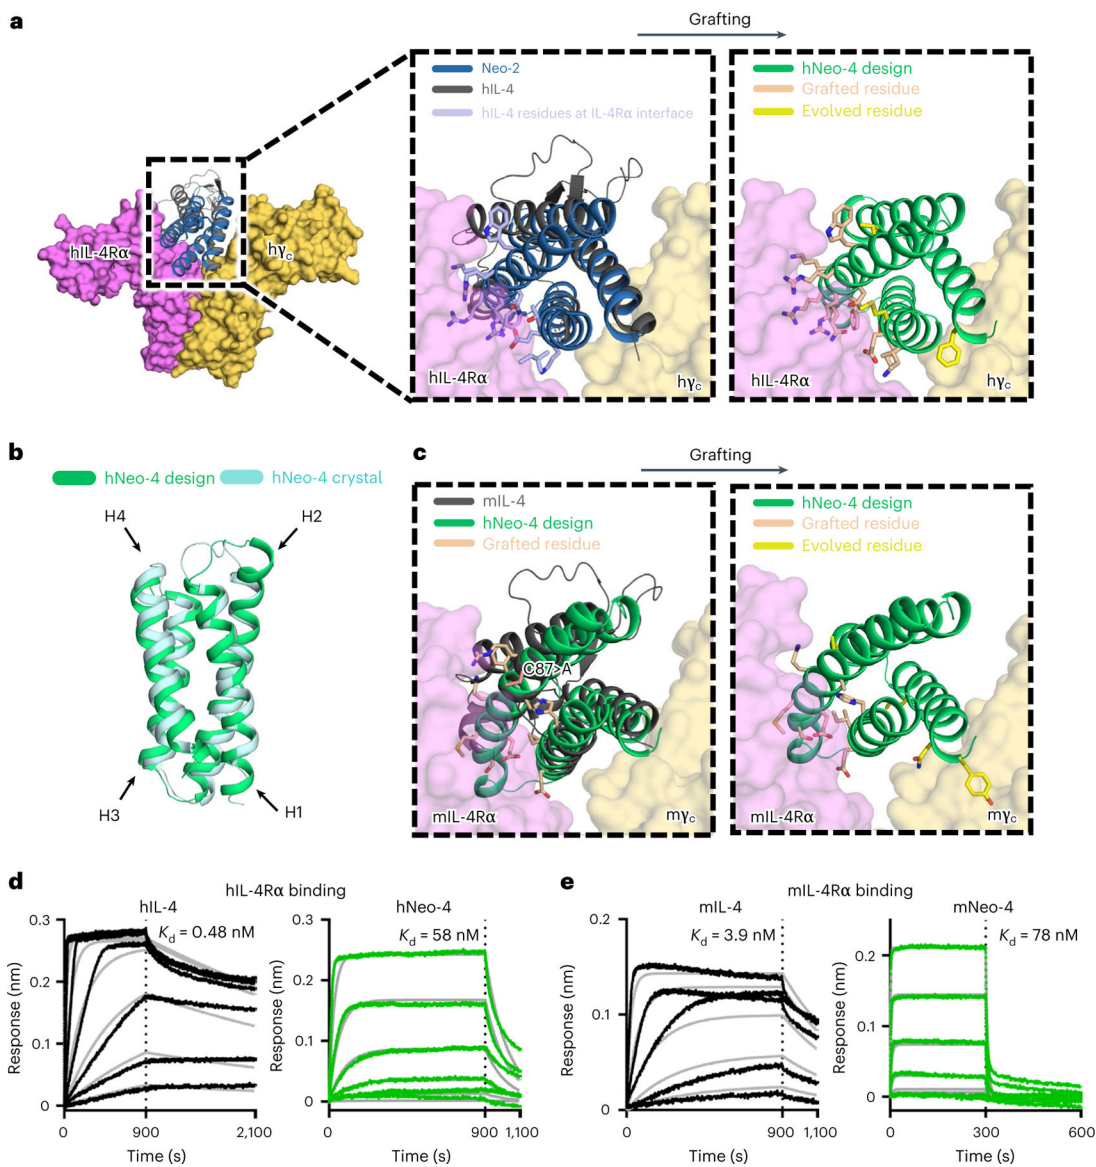 a
Grafting
Neo-2
hIL-4
hIL-4 residues at IL-4Rα interface
hNeo-4 design
Grafted residue
Evolved residue
hIL-4Rα
hγc
hIL-4Rα
hγc
hIL-4Rα
hγc
b
hNeo-4 design
hNeo-4 crystal
H4
H2
H3
H1
c
Grafting
mIL-4
hNeo-4 design
Grafted residue
C87>A
mIL-4Rα
mγc
hNeo-4 design
Grafted residue
Evolved residue
mIL-4Rα
mγc
d
hIL-4Rα binding
hIL-4
Kd = 0.48 nM
Response (nm)
0.3
0.2
0.1
0
0
900
2,100
Time (s)
hNeo-4
Kd = 58 nM
Response (nm)
0.3
0.2
0.1
0
0
900
1,100
Time (s)
e
mIL-4Rα binding
mIL-4
Kd = 3.9 nM
Response (nm)
0.2
0.1
0
0
900
1,100
Time (s)
mNeo-4
Kd = 78 nM
Response (nm)
0.2
0.1
0
0
300
600
Time (s)